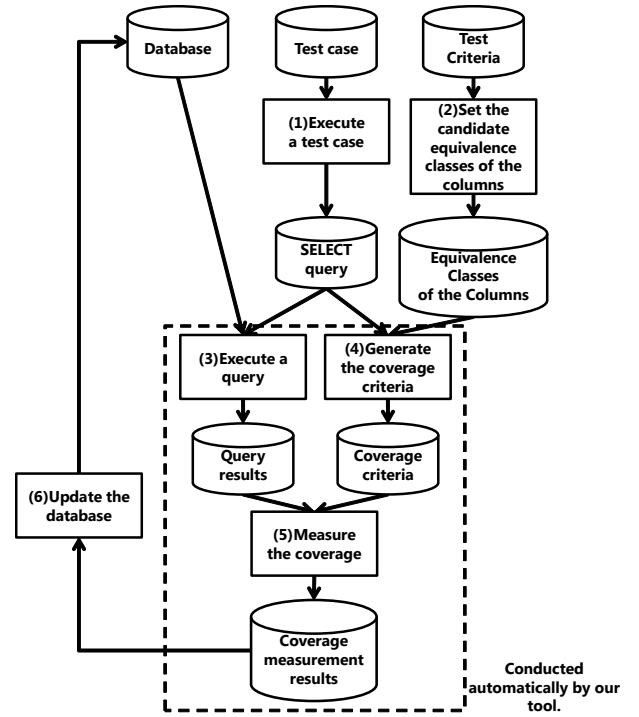 Database
Test case
Test
Criteria
(1)Execute
a test case
(2)Set the
candidate
equivalence
classes of the
columns
SELECT
query
Equivalence
Classes
of the Columns
(3)Execute a
query
(4)Generate
the coverage
criteria
Query
results
Coverage
criteria
(6)Update the
database
(5)Measure
the coverage
Coverage
measurement
results
Conducted
automatically by our
tool.